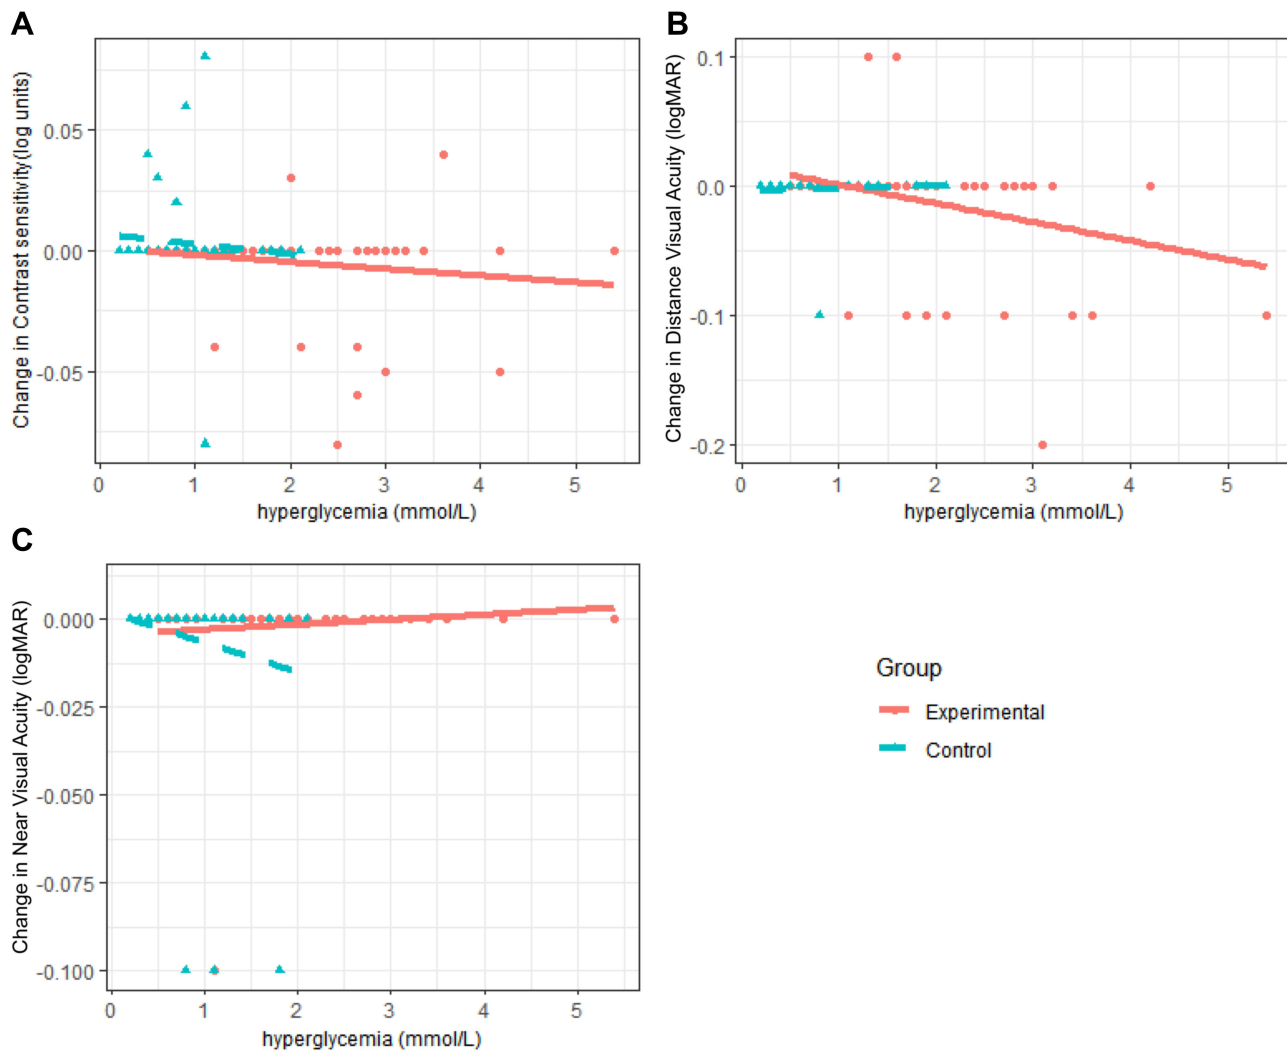 A
Change in Contrast sensitivity (log units)
0.05
0.00
-0.05
0 1 2 3 4 5
hyperglycemia (mmol/L)
B
Change in Distance Visual Acuity (logMAR)
0.1
0.0
-0.1
-0.2
0 1 2 3 4 5
hyperglycemia (mmol/L)
C
Change in Near Visual Acuity (logMAR)
0.000
-0.025
-0.050
-0.075
-0.100
0 1 2 3 4 5
hyperglycemia (mmol/L)
Group
Experimental
Control